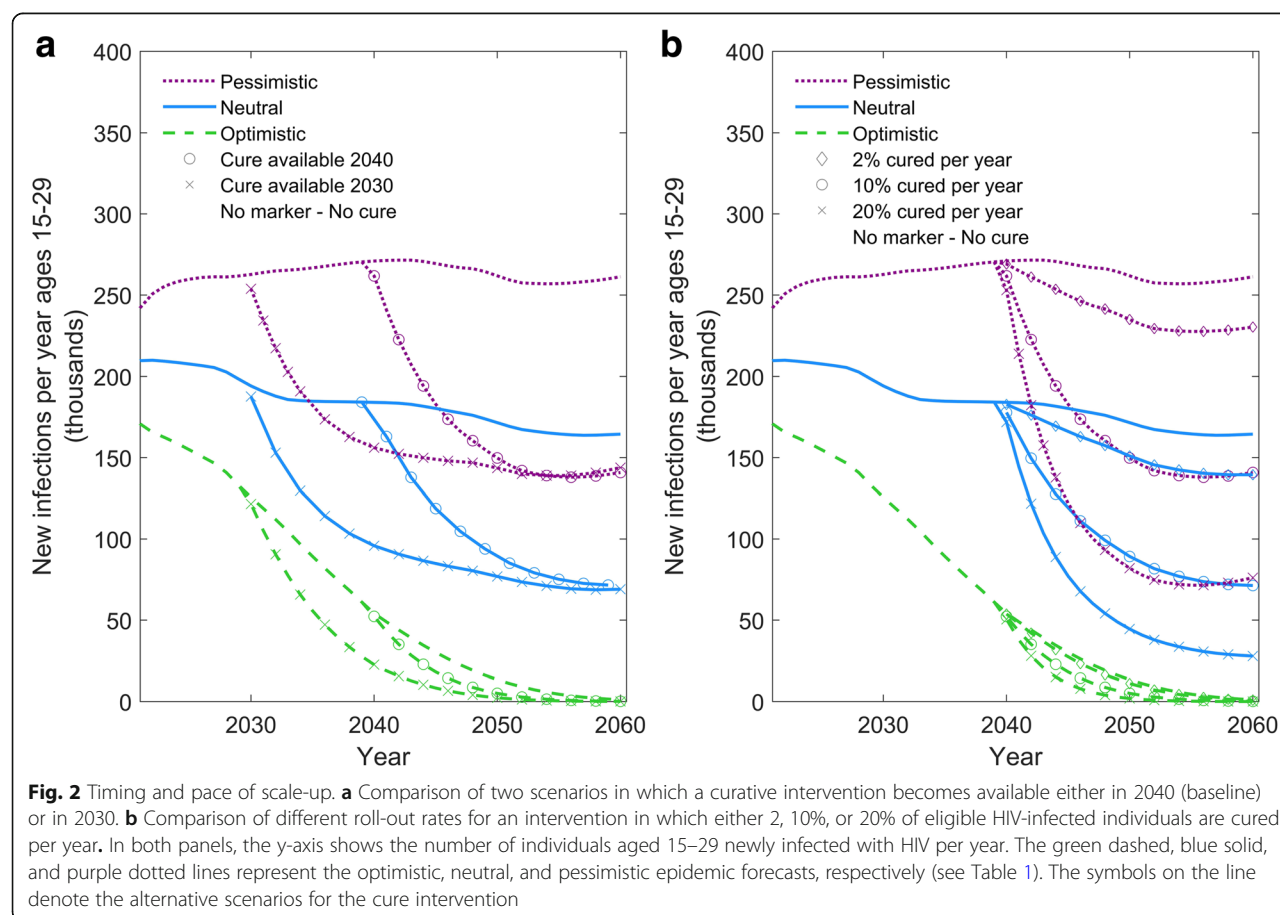 a
400
350
300
250
200
150
100
50
0
New infections per year ages 15-29
(thousands)
Pessimistic
Neutral
Optimistic
Cure available 2040
Cure available 2030
No marker - No cure
2030
2040
2050
2060
Year
b
400
350
300
250
200
150
100
50
0
New infections per year ages 15-29
(thousands)
Pessimistic
Neutral
Optimistic
2% cured per year
10% cured per year
20% cured per year
No marker - No cure
2030
2040
2050
2060
Year
Fig. 2 Timing and pace of scale-up. a Comparison of two scenarios in which a curative intervention becomes available either in 2040 (baseline)
or in 2030. b Comparison of different roll-out rates for an intervention in which either 2, 10%, or 20% of eligible HIV-infected individuals are cured
per year. In both panels, the y-axis shows the number of individuals aged 15–29 newly infected with HIV per year. The green dashed, blue solid,
and purple dotted lines represent the optimistic, neutral, and pessimistic epidemic forecasts, respectively (see Table 1). The symbols on the line
denote the alternative scenarios for the cure intervention